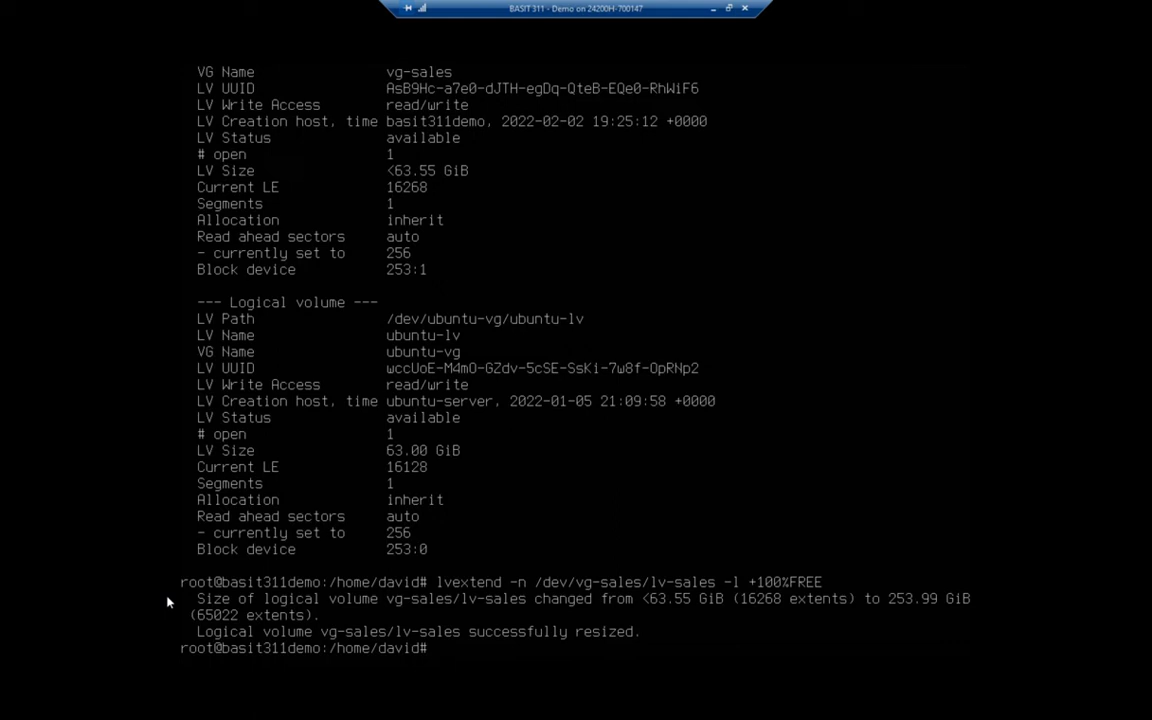 BASIT 311 - Demo on 24200H-700147
VG Name                vg-sales
LV UUID                AsB9Hc-a7e0-dJTH-egDq-QteB-EQe0-RhWiF6
LV Write Access        read/write
LV Creation host, time basit311demo, 2022-02-02 19:25:12 +0000
LV Status              available
# open                 1
LV Size                <63.55 GiB
Current LE             16268
Segments               1
Allocation             inherit
Read ahead sectors     auto
- currently set to     256
Block device           253:1
--- Logical volume ---
LV Path                /dev/ubuntu-vg/ubuntu-lv
LV Name                ubuntu-lv
VG Name                ubuntu-vg
LV UUID                wccUoE-M4mO-GZdv-5cSE-SsKi-7w8f-OpRNp2
LV Write Access        read/write
LV Creation host, time ubuntu-server, 2022-01-05 21:09:58 +0000
LV Status              available
# open                 1
LV Size                63.00 GiB
Current LE             16128
Segments               1
Allocation             inherit
Read ahead sectors     auto
- currently set to     256
Block device           253:0
root@basit311demo:/home/david# lvextend -n /dev/vg-sales/lv-sales -l +100%FREE
Size of logical volume vg-sales/lv-sales changed from <63.55 GiB (16268 extents) to 253.99 GiB
(65022 extents).
Logical volume vg-sales/lv-sales successfully resized.
root@basit311demo:/home/david#